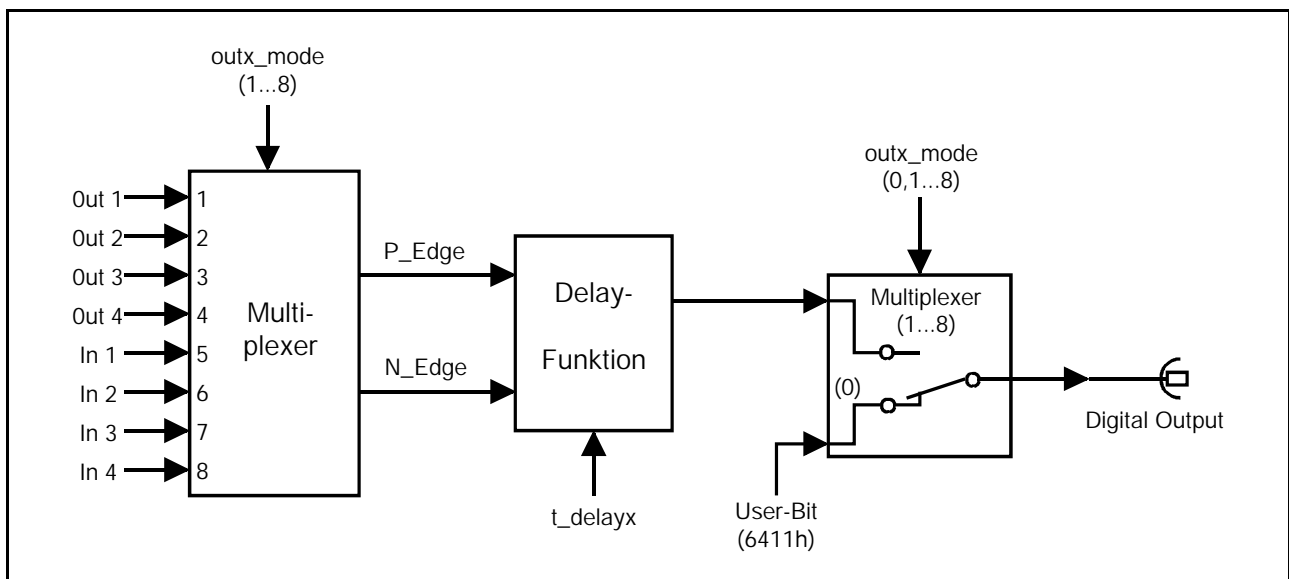 outx_mode
(1...8)
Out 1
Out 2
Out 3
Out 4
In 1
In 2
In 3
In 4
1
2
3
4
5
6
7
8
Multi-
plexer
P_Edge
N_Edge
Delay-
Funktion
t_delayx
outx_mode
(0,1...8)
Multiplexer
(1...8)
(0)
User-Bit
(6411h)
Digital Output